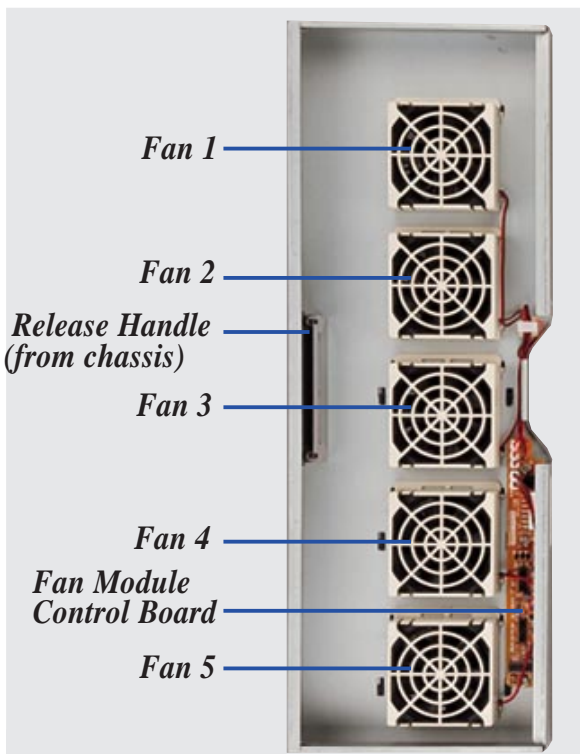 Fan 1
Fan 2
Release Handle
(from chassis)
Fan 3
Fan 4
Fan Module
Control Board
Fan 5